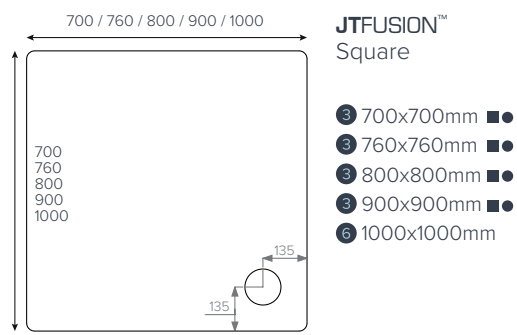 700 / 760 / 800 / 900 / 1000
700
760
800
900
1000
135
135
JTFUSION™
Square
3 700x700mm
3 760x760mm
3 800x800mm
3 900x900mm
6 1000x1000mm